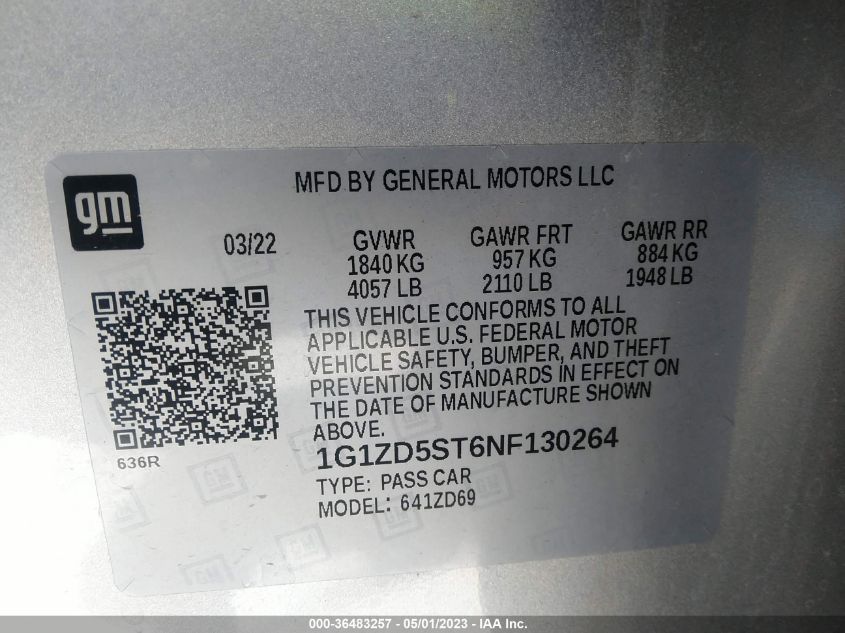 gm
MFD BY GENERAL MOTORS LLC
03/22 GVWR GAWR FRT GAWR RR
1840 KG 957 KG 884 KG
4057 LB 2110 LB 1948 LB
THIS VEHICLE CONFORMS TO ALL
APPLICABLE U.S. FEDERAL MOTOR
VEHICLE SAFETY, BUMPER, AND THEFT
PREVENTION STANDARDS IN EFFECT ON
THE DATE OF MANUFACTURE SHOWN
ABOVE.
636R
1G1ZD5ST6NF130264
TYPE: PASS CAR
MODEL: 641ZD69
000-36483257 - 05/01/2023 - IAA Inc.